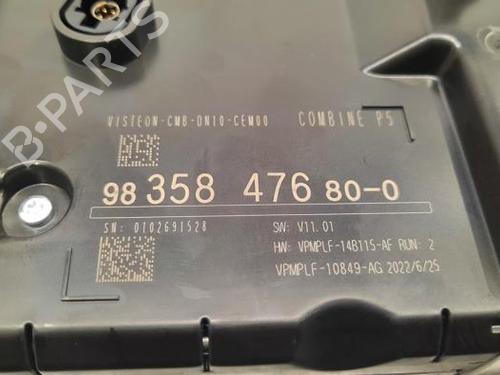 VISTEON-CMB-DN10-CEM00 COMBINE P5
98 358 476 80-0
SN: 0102691528 SW: V11.01
HW: VPMPLF-14B115-AF RUN: 2
VPMPLF-10849-AG 2022/6/25
B-Parts